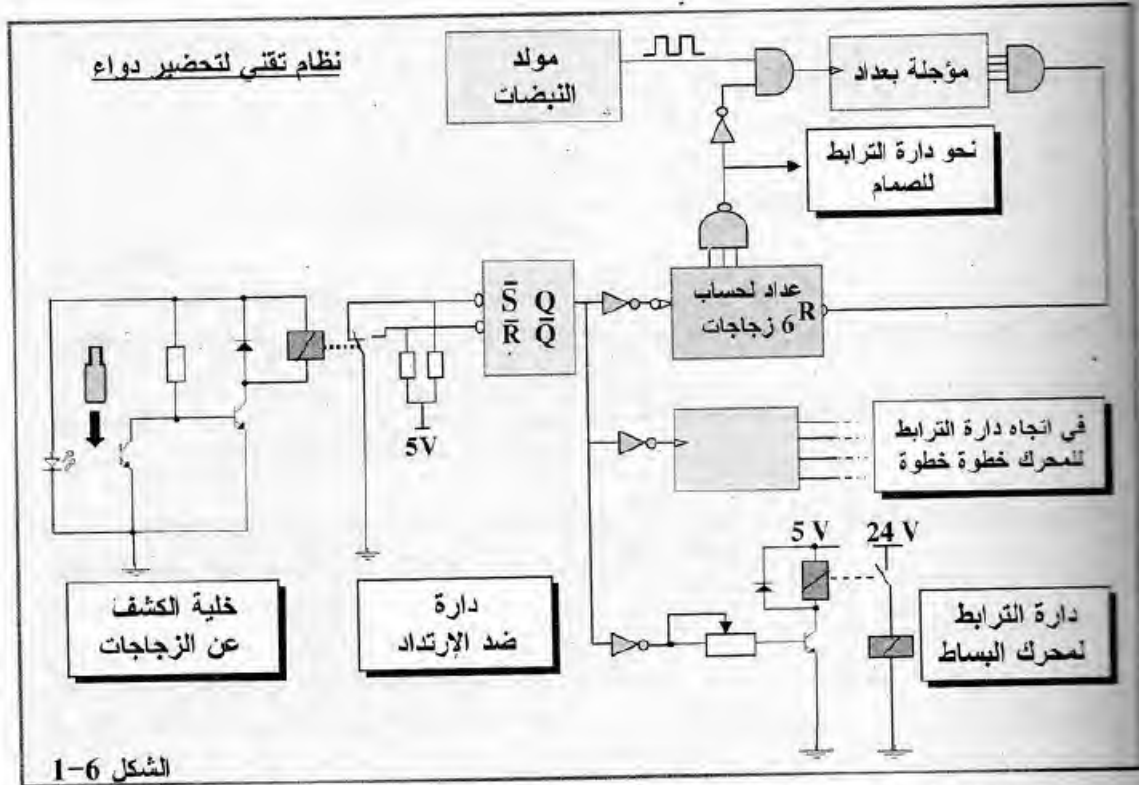 نظام تقني لتحضير دواء
مولد
النبضات
مؤجلة بعداد
نحو دارة الترابط
للصمام
عداد لحساب
6 زجاجات
R
S̅ Q
R̅ Q̅
5V
في اتجاه دارة الترابط
للمحرك خطوة خطوة
5 V
24 V
خلية الكشف
عن الزجاجات
دارة
ضد الإرتداد
دارة الترابط
لمحرك البساط
الشكل 6-1